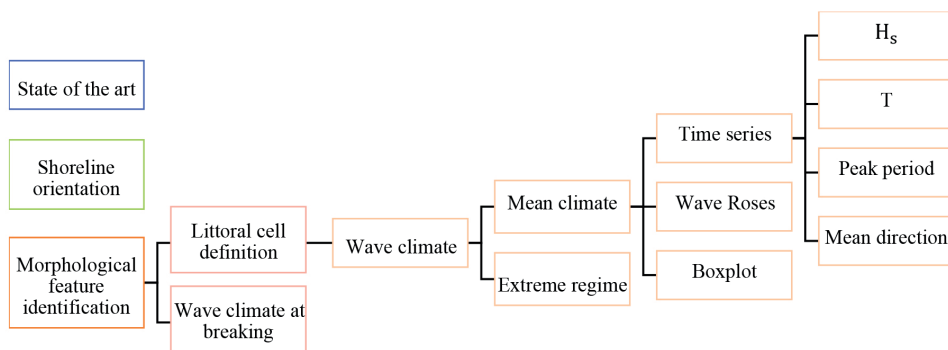 State of the art
Shoreline
orientation
Morphological
feature
identification
Littoral cell
definition
Wave climate at
breaking
Wave climate
Mean climate
Extreme regime
Time series
Wave Roses
Boxplot
Hₛ
T
Peak period
Mean direction